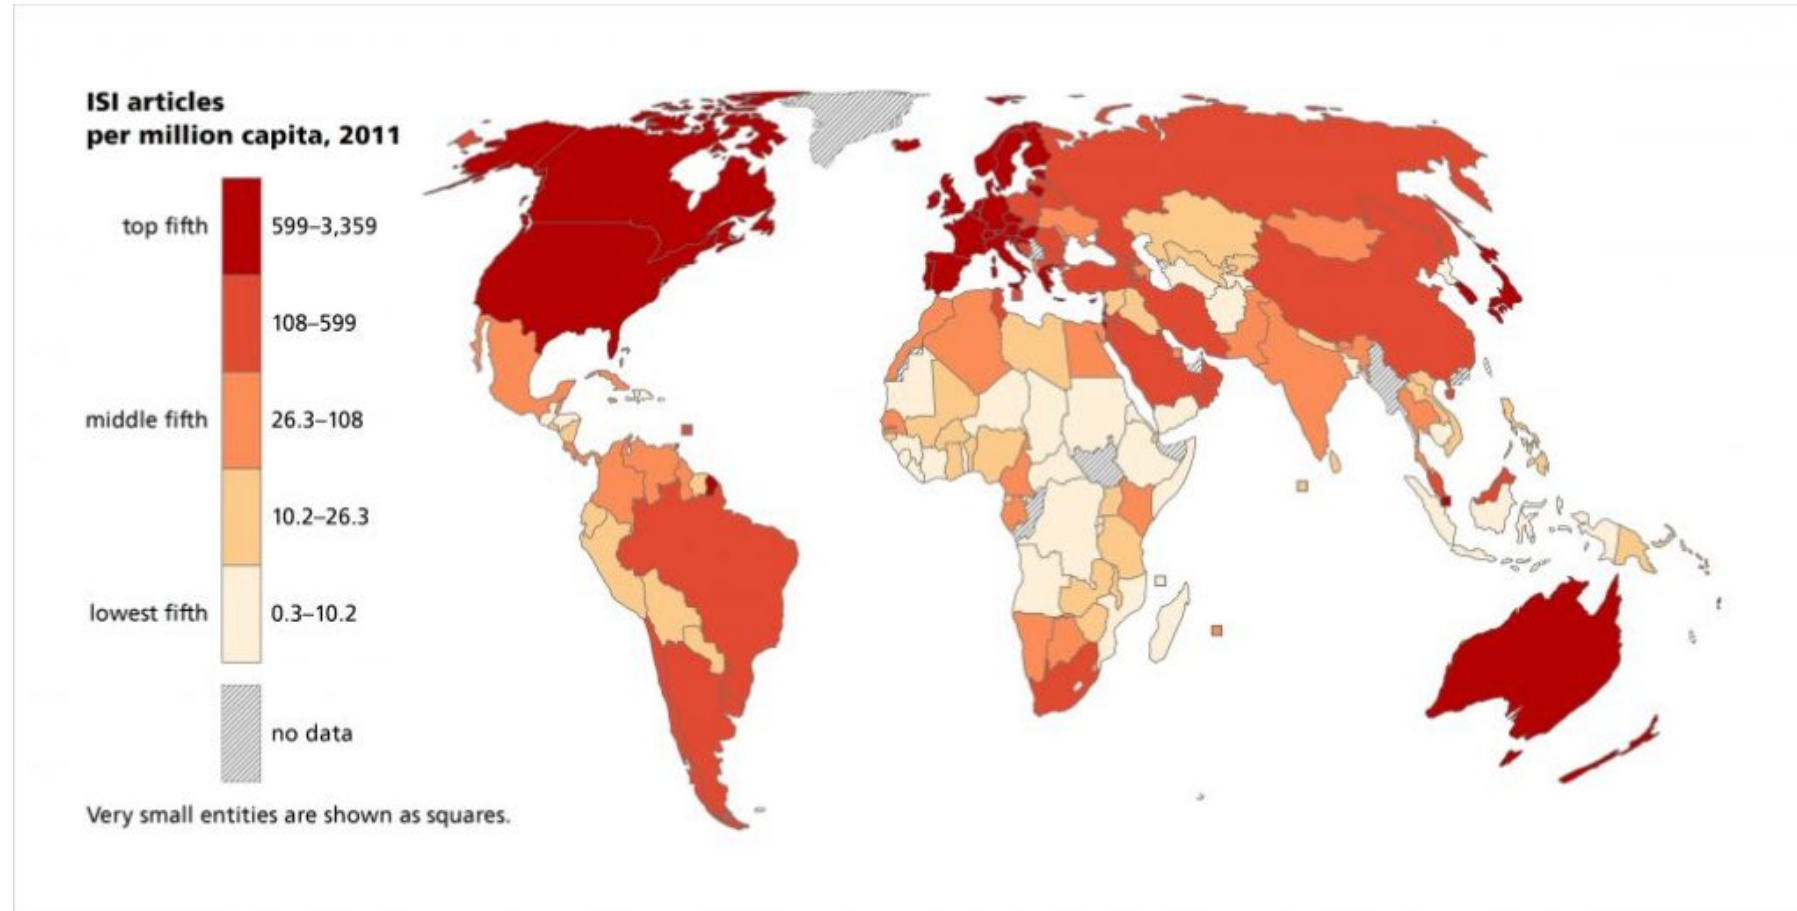 ISI articles
per million capita, 2011
top fifth
599–3,359
108–599
middle fifth
26.3–108
10.2–26.3
lowest fifth
0.3–10.2
no data
Very small entities are shown as squares.